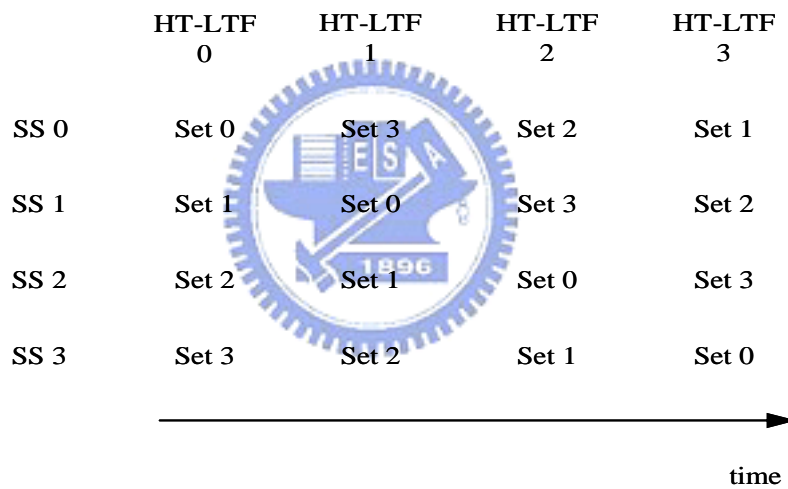 HT-LTF HT-LTF HT-LTF HT-LTF
0 1 2 3
SS 0 Set 0 Set 3 Set 2 Set 1
SS 1 Set 1 Set 0 Set 3 Set 2
SS 2 Set 2 Set 1 Set 0 Set 3
SS 3 Set 3 Set 2 Set 1 Set 0
time
E S A
1896